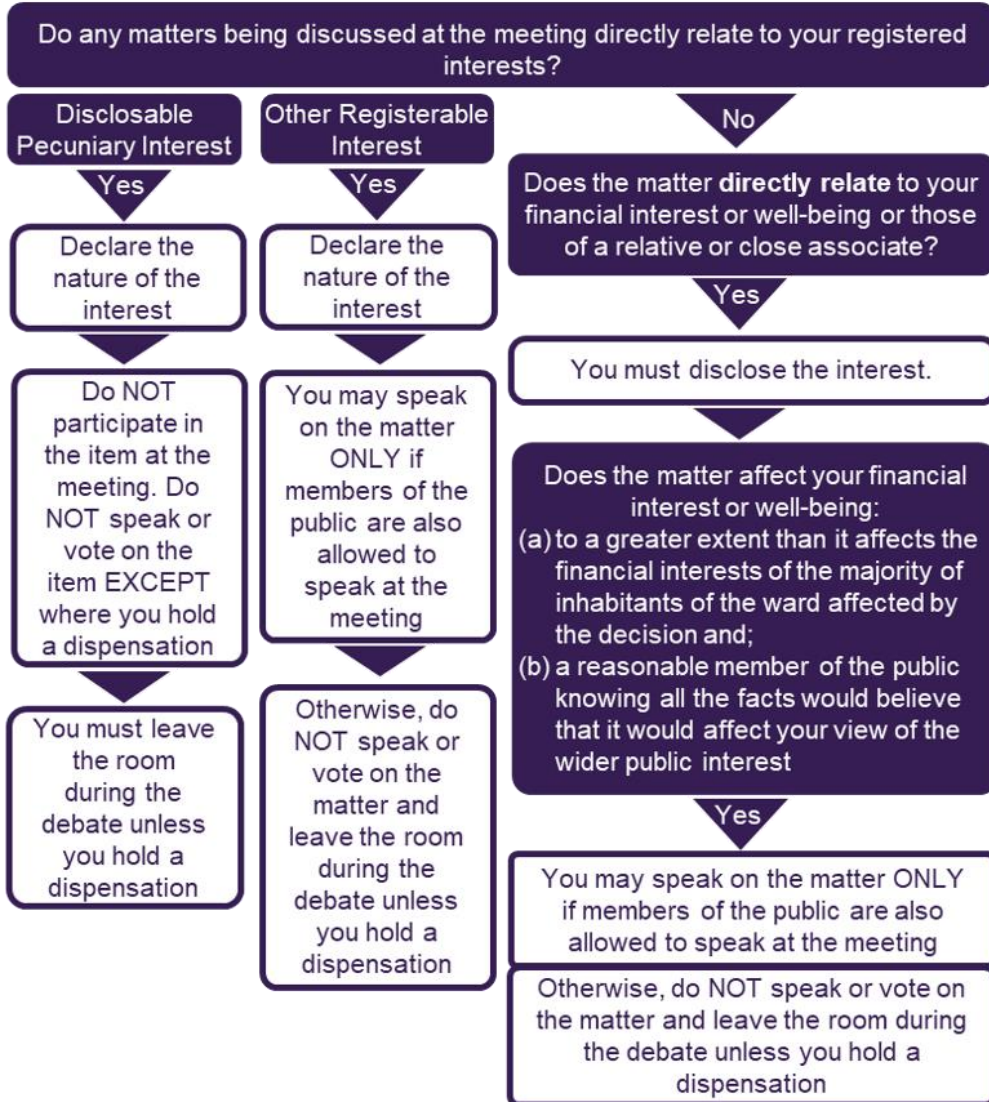 Do any matters being discussed at the meeting directly relate to your registered
interests?
Disclosable
Pecuniary Interest
Yes
Declare the
nature of the
interest
Do NOT
participate in
the item at the
meeting. Do
NOT speak or
vote on the
item EXCEPT
where you hold
a dispensation
You must leave
the room
during the
debate unless
you hold a
dispensation
Other Registerable
Interest
Yes
Declare the
nature of the
interest
You may speak
on the matter
ONLY if
members of the
public are also
allowed to
speak at the
meeting
Otherwise, do
NOT speak or
vote on the
matter and
leave the room
during the
debate unless
you hold a
dispensation
No
Does the matter directly relate to your
financial interest or well-being or those
of a relative or close associate?
Yes
You must disclose the interest.
Does the matter affect your financial
interest or well-being:
(a) to a greater extent than it affects the
financial interests of the majority of
inhabitants of the ward affected by
the decision and;
(b) a reasonable member of the public
knowing all the facts would believe
that it would affect your view of the
wider public interest
Yes
You may speak on the matter ONLY
if members of the public are also
allowed to speak at the meeting
Otherwise, do NOT speak or vote on
the matter and leave the room during
the debate unless you hold a
dispensation